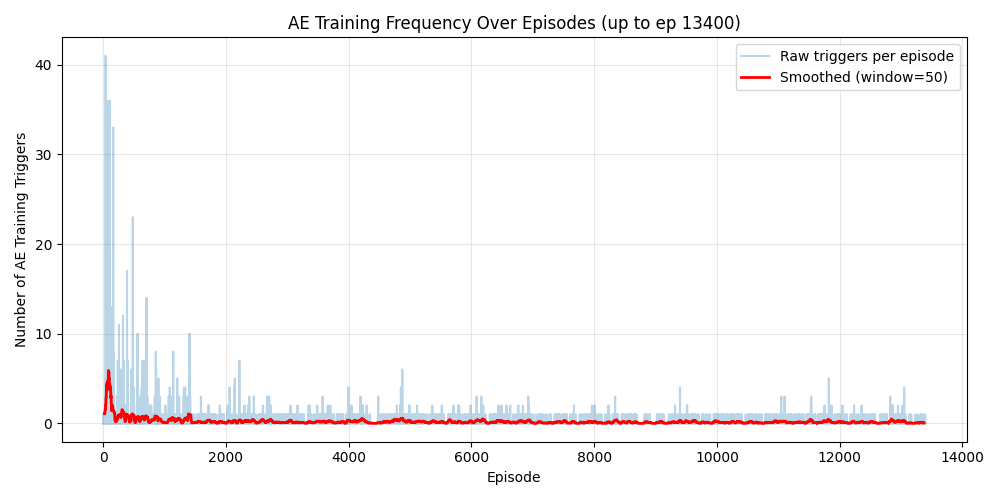 AE Training Frequency Over Episodes (up to ep 13400)
Raw triggers per episode
Smoothed (window=50)
Number of AE Training Triggers
40
30
20
10
0
0 2000 4000 6000 8000 10000 12000 14000
Episode